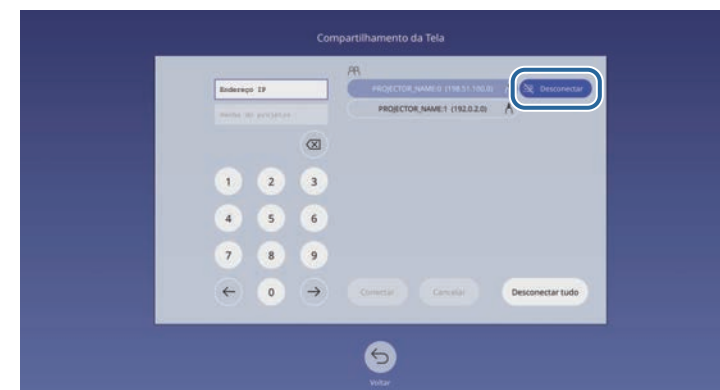 Compartilhamento da Tela
Endereço IP
PROJECTOR_NAME:0 (198.51.100.0)
Desconectar
Senha do projetor
PROJECTOR_NAME:1 (192.0.2.0)
1 2 3
4 5 6
7 8 9
0
Conectar
Cancelar
Desconectar tudo
Voltar